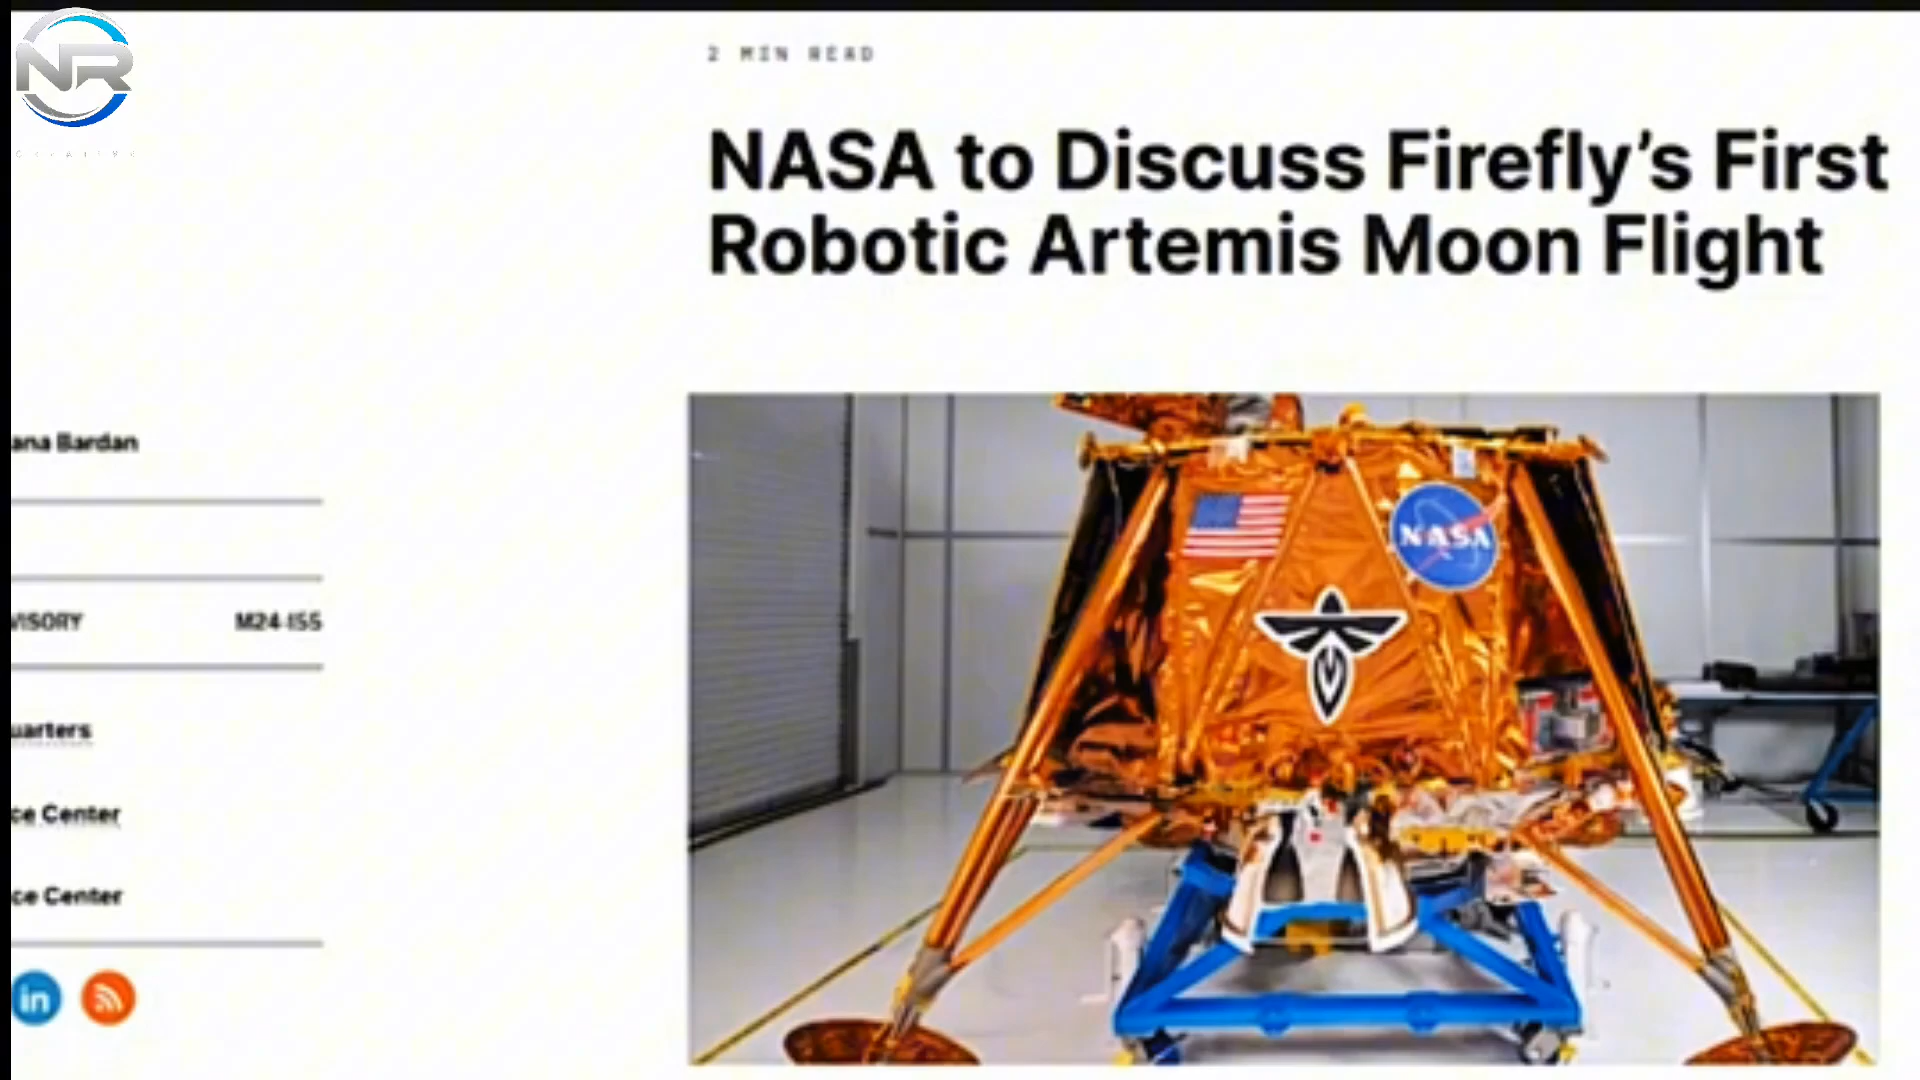 NR
2 MIN READ
NASA to Discuss Firefly’s First
Robotic Artemis Moon Flight
ana Bardan
VISORY M24-155
uarters
ce Center
ce Center
in
NASA